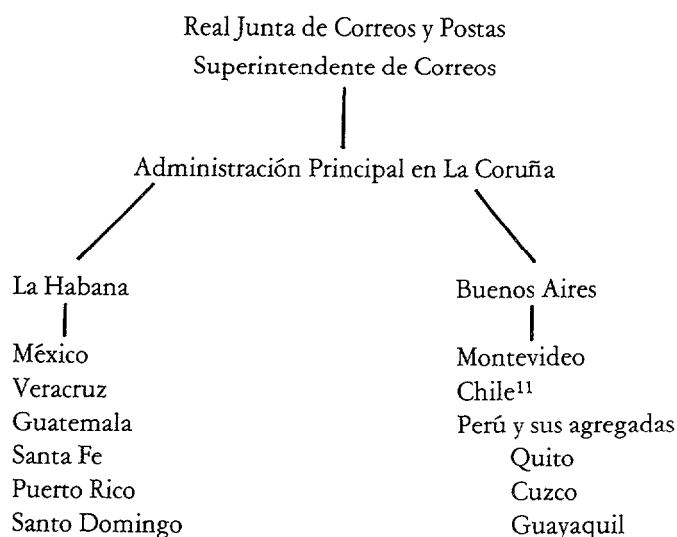 Real Junta de Correos y Postas
Superintendente de Correos
Administración Principal en La Coruña
La Habana
México
Veracruz
Guatemala
Santa Fe
Puerto Rico
Santo Domingo
Buenos Aires
Montevideo
Chile¹¹
Perú y sus agregadas
Quito
Cuzco
Guayaquil